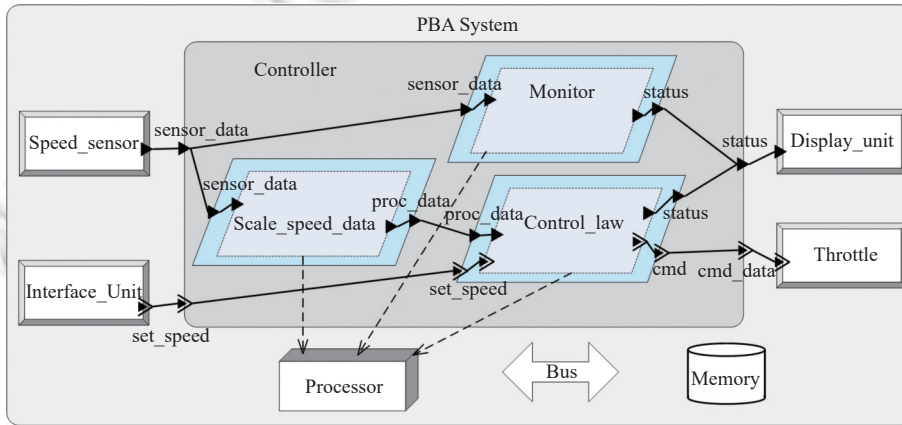 PBA System
Controller
sensor_data
Monitor
status
Speed_sensor
sensor_data
status
Display_unit
sensor_data
proc_data
proc_data
Scale_speed_data
Control_law
status
Interface_Unit
set_speed
cmd
cmd_data
Throttle
set_speed
Processor
Bus
Memory